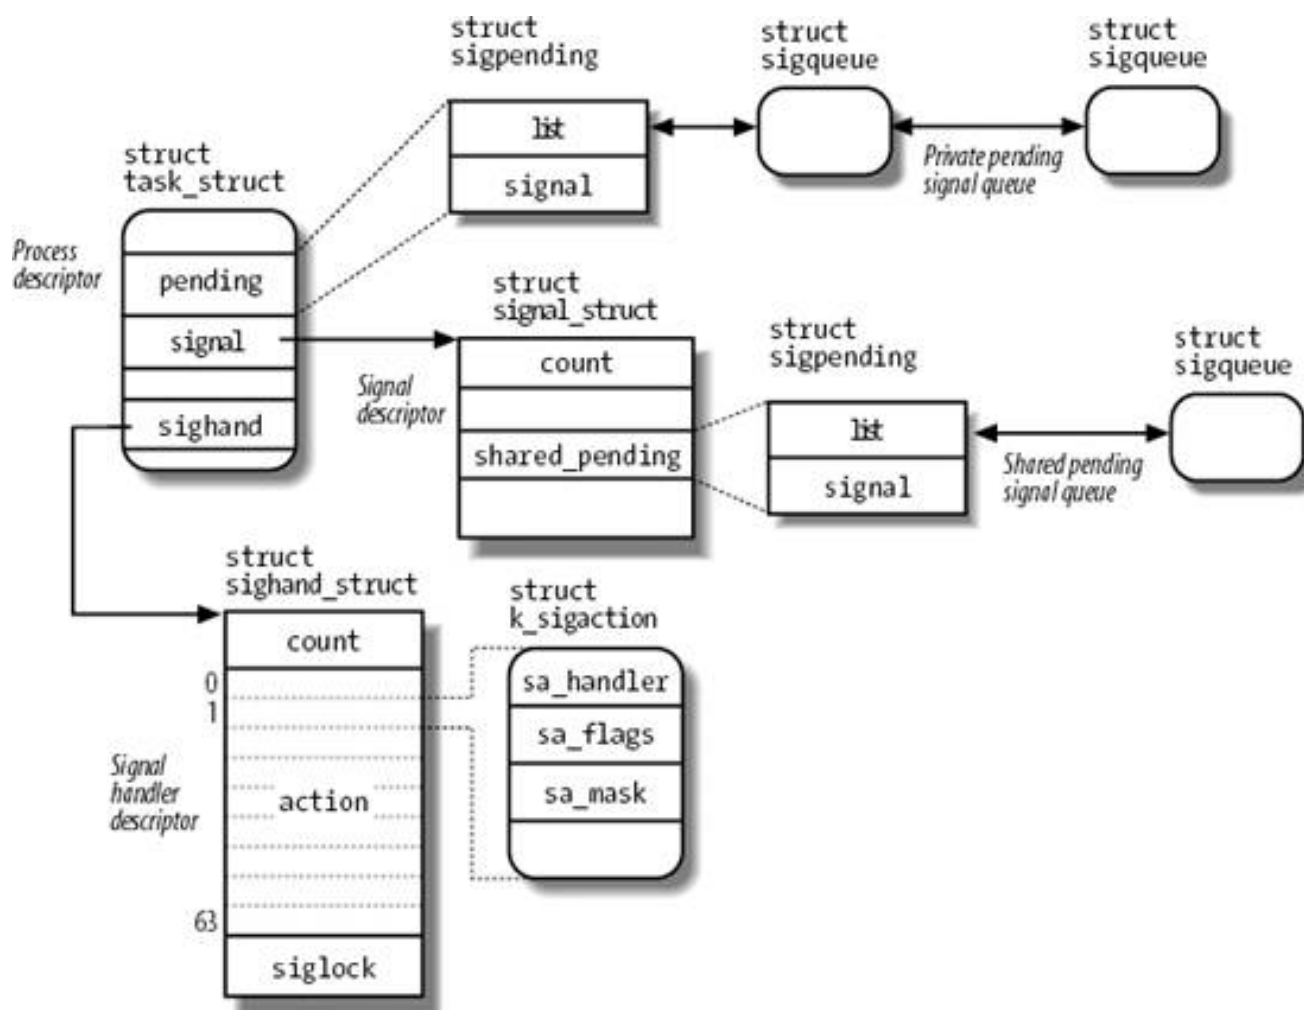 struct
sigpending
struct
sigqueue
struct
sigqueue
list
signal
Private pending
signal queue
struct
task_struct
Process
descriptor
pending
signal
sighand
struct
signal_struct
Signal
descriptor
count
shared_pending
struct
sigpending
list
signal
Shared pending
signal queue
struct
sigqueue
struct
sighand_struct
count
0
1
Signal
handler
descriptor
action
63
siglock
struct
k_sigaction
sa_handler
sa_flags
sa_mask